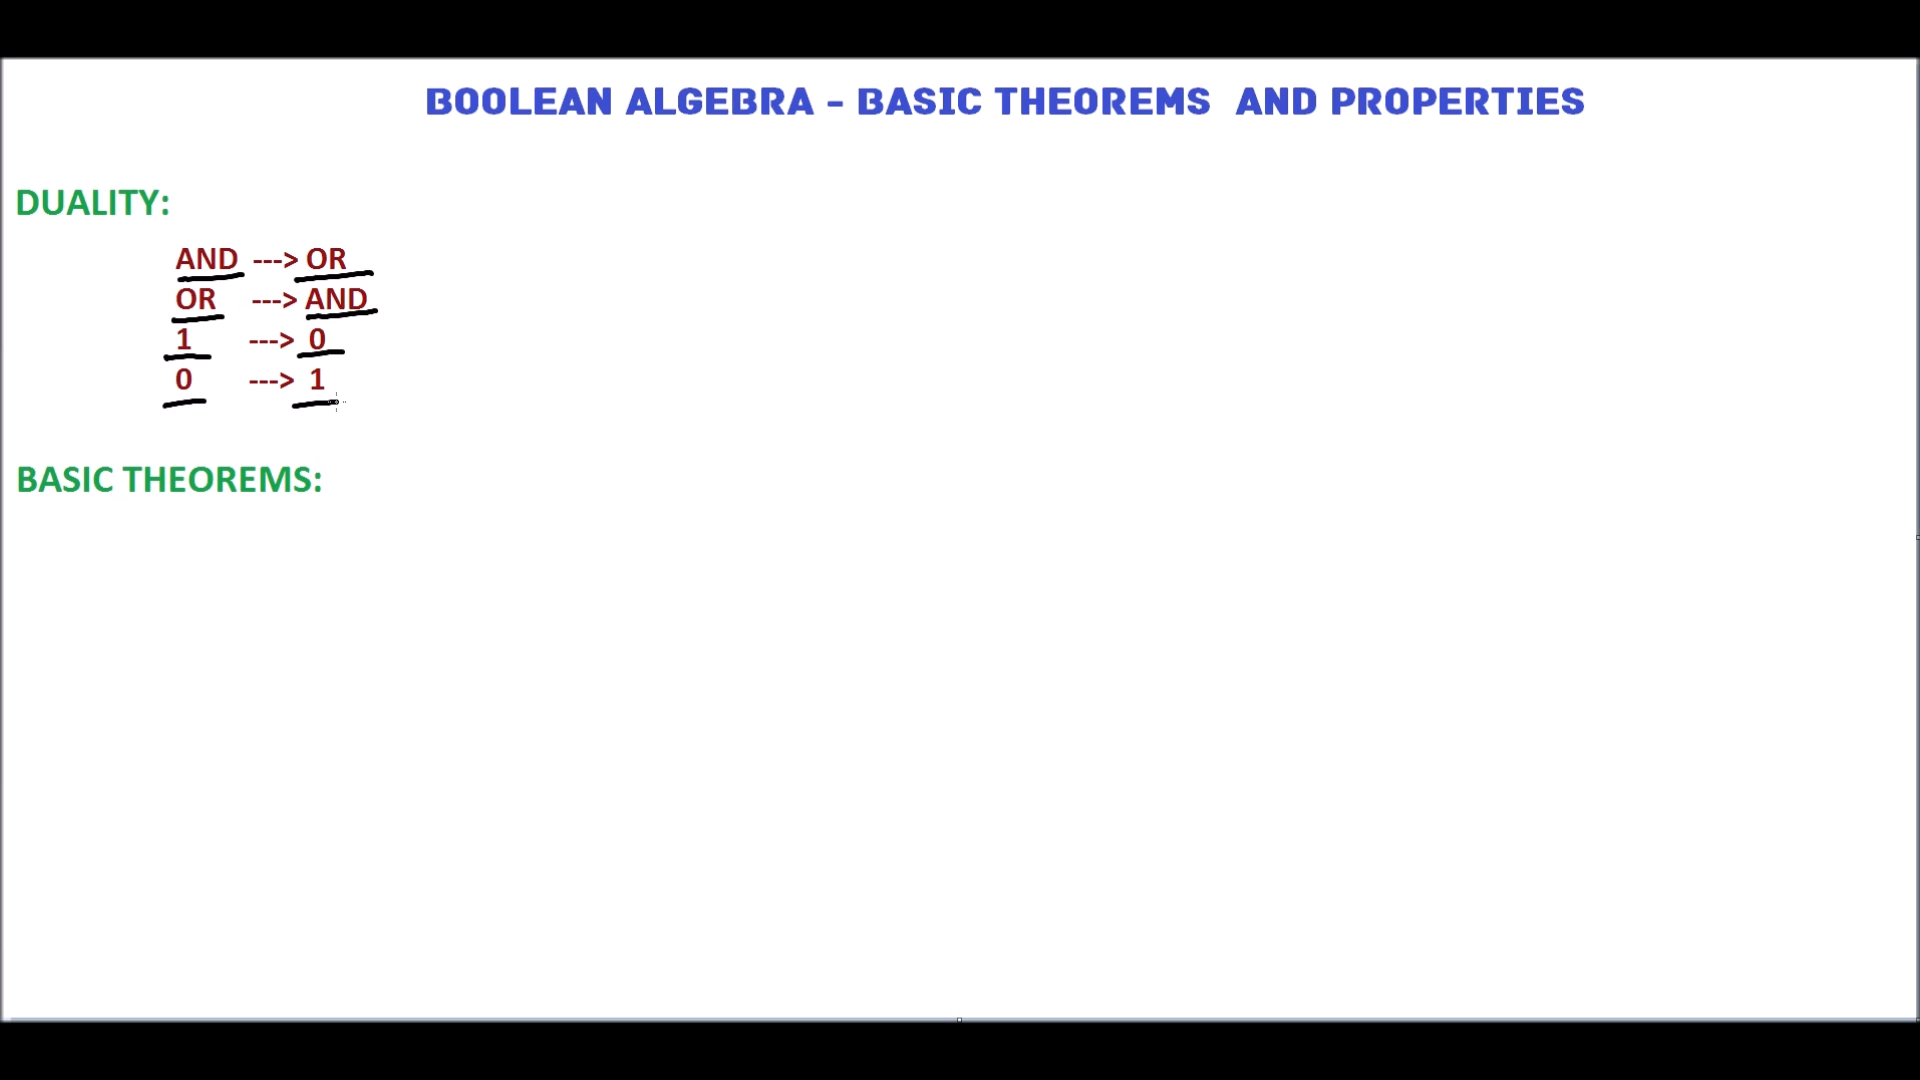 BOOLEAN ALGEBRA - BASIC THEOREMS AND PROPERTIES
DUALITY:
AND ---> OR
OR ---> AND
1 ---> 0
0 ---> 1
BASIC THEOREMS: